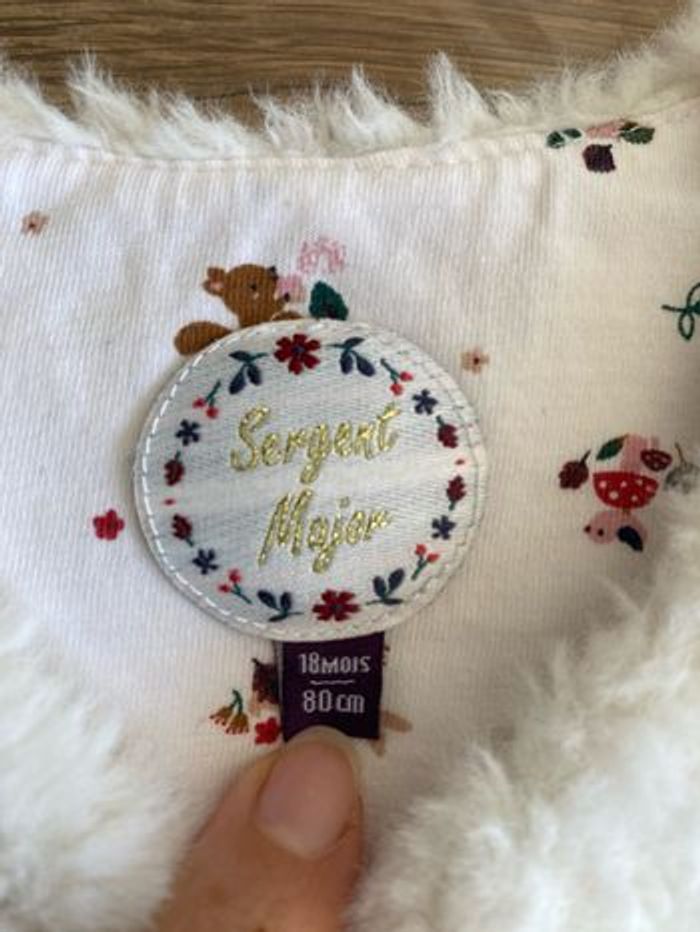 Sergent
Major
18MOIS
80cm